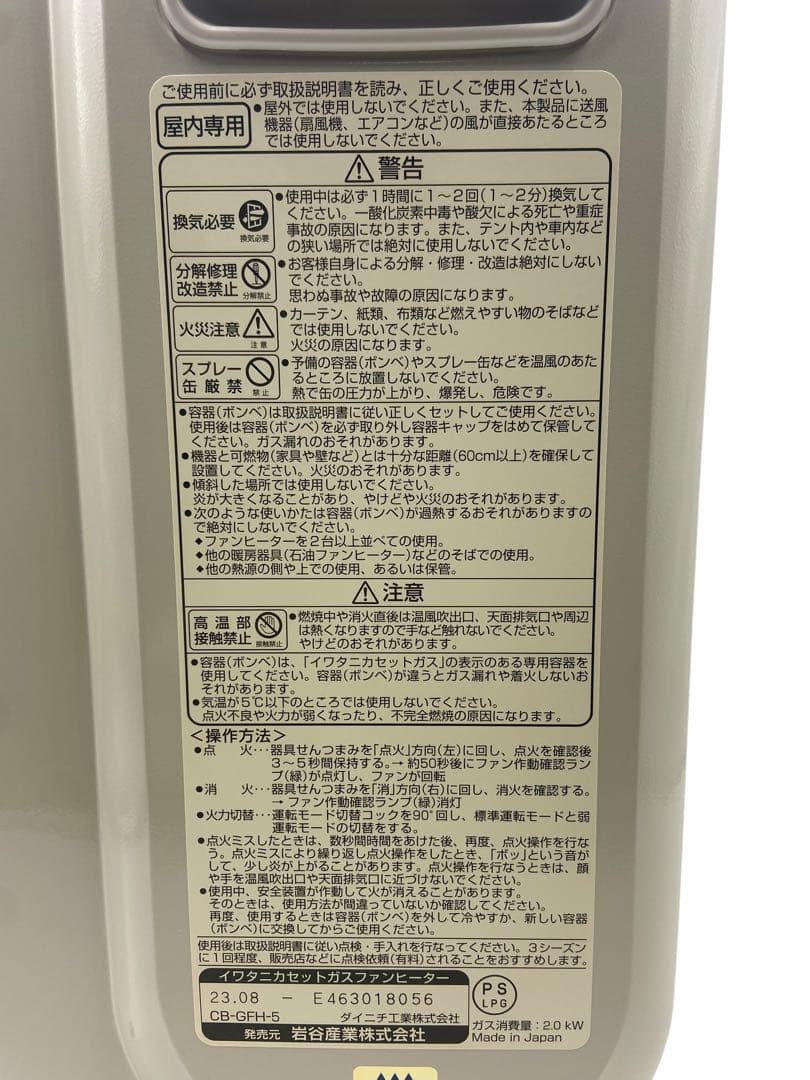 ご使用前に必ず取扱説明書を読み、正しくご使用ください。
屋内専用
●屋外では使用しないでください。また、本製品に送風
機器(扇風機、エアコンなど)の風が直接あたるところ
では使用しないでください。
警告
換気必要
換気必要
●使用中は必ず1時間に1～2回(1～2分)換気して
ください。一酸化炭素中毒や酸欠による死亡や重症
事故の原因になります。また、テント内や車内など
の狭い場所では絶対に使用しないでください。
分解修理
改造禁止
分解禁止
●お客様自身による分解・修理・改造は絶対にしない
でください。
思わぬ事故や故障の原因になります。
火災注意
注意
●カーテン、紙類、布類など燃えやすい物のそばなど
では使用しないでください。
火災の原因になります。
スプレー
缶厳禁
禁止
●予備の容器(ボンベ)やスプレー缶などを温風のあた
るところに放置しないでください。
熱で缶の圧力が上がり、爆発し、危険です。
●容器(ボンベ)は取扱説明書に従い正しくセットしてご使用ください。
使用後は容器(ボンベ)を必ず取り外し容器キャップをはめて保管して
ください。ガス漏れのおそれがあります。
●機器と可燃物(家具や壁など)とは十分な距離(60cm以上)を確保して
設置してください。火災のおそれがあります。
●傾斜した場所では使用しないでください。
炎が大きくなることがあり、やけどや火災のおそれがあります。
●次のような使いかたは容器(ボンベ)が過熱するおそれがありますの
で絶対にしないでください。
◆ファンヒーターを2台以上並べての使用。
◆他の暖房器具(石油ファンヒーター)などのそばでの使用。
◆他の熱源の側や上での使用、あるいは保管。
注意
高温部
接触禁止
接触禁止
●燃焼中や消火直後は温風吹出口、天面排気口や周辺
は熱くなりますので手など触れないでください。
やけどのおそれがあります。
●容器(ボンベ)は、「イワタニカセットガス」の表示のある専用容器を
使用してください。容器(ボンベ)が違うとガス漏れや着火しないお
それがあります。
●気温が5℃以下のところでは使用しないでください。
点火不良や火力が弱くなったり、不完全燃焼の原因になります。
＜操作方法＞
●点 火…器具せんつまみを「点火」方向(左)に回し、点火を確認後
3～5秒間保持する。→ 約50秒後にファン作動確認ラン
プ(緑)が点灯し、ファンが回転
●消 火…器具せんつまみを「消」方向(右)に回し、消火を確認する。
→ ファン作動確認ランプ(緑)消灯
●火力切替…運転モード切替コックを90°回し、標準運転モードと弱
運転モードの切替をする。
●点火ミスしたときは、数秒間時間をあけた後、再度、点火操作を行な
う。点火ミスにより繰り返し点火操作をしたとき、「ボッ」という音が
して、少し炎が上がることがあります。点火操作を行なうときは、顔
や手を温風吹出口や天面排気口に近づけないでください。
●使用中、安全装置が作動して火が消えることがあります。
そのときは、使用方法が間違っていないか確認してください。
再度、使用するときは容器(ボンベ)を外して冷やすか、新しい容器
(ボンベ)に交換してからご使用ください。
使用後は取扱説明書に従い点検・手入れを行なってください。3シーズン
に1回程度、販売店などに点検依頼(有料)されることをおすすめします。
イワタニカセットガスファンヒーター
23.08 － E463018056
CB-GFH-5 ダイニチ工業株式会社
発売元 岩谷産業株式会社
PS
LPG
ガス消費量：2.0 kW
Made in Japan